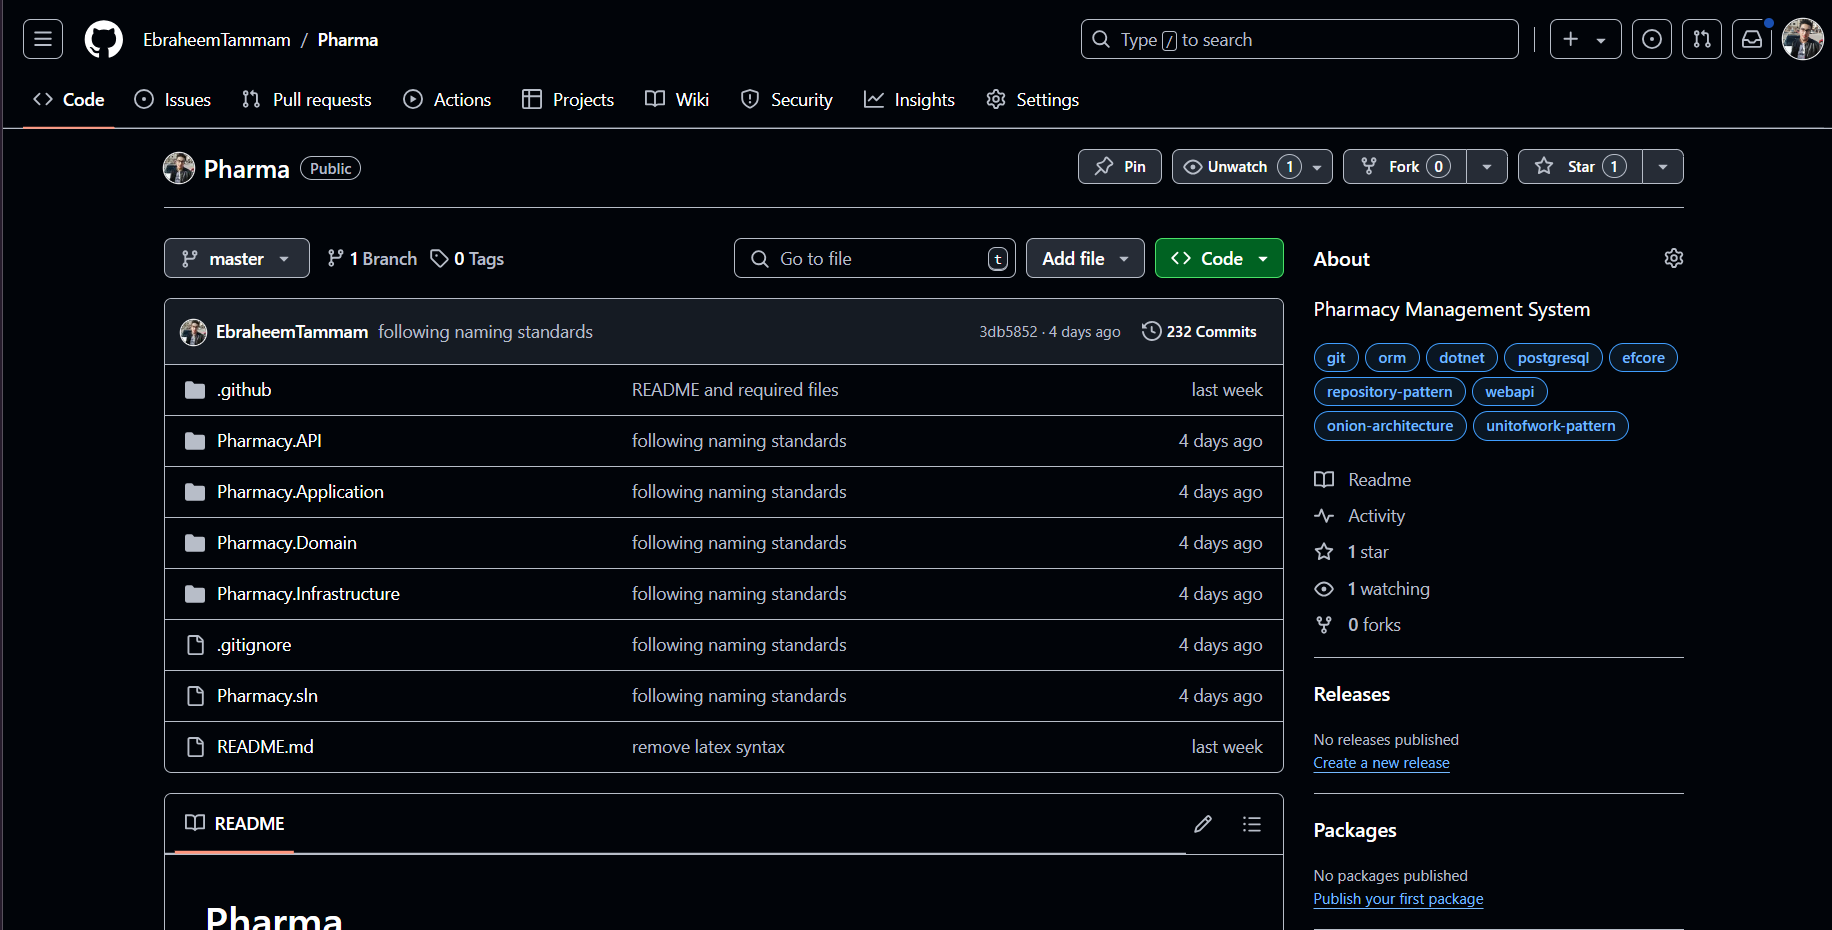 EbraheemTammam / Pharma
Type / to search
Code Issues Pull requests Actions Projects Wiki Security Insights Settings
Pharma Public
Pin Unwatch 1 Fork 0 Star 1
master 1 Branch 0 Tags Go to file t Add file Code
EbraheemTammam following naming standards 3db5852 · 4 days ago 232 Commits
.github README and required files last week
Pharmacy.API following naming standards 4 days ago
Pharmacy.Application following naming standards 4 days ago
Pharmacy.Domain following naming standards 4 days ago
Pharmacy.Infrastructure following naming standards 4 days ago
.gitignore following naming standards 4 days ago
Pharmacy.sln following naming standards 4 days ago
README.md remove latex syntax last week
README
Pharma
About
Pharmacy Management System
git orm dotnet postgresql efcore
repository-pattern webapi
onion-architecture unitofwork-pattern
Readme
Activity
1 star
1 watching
0 forks
Releases
No releases published
Create a new release
Packages
No packages published
Publish your first package